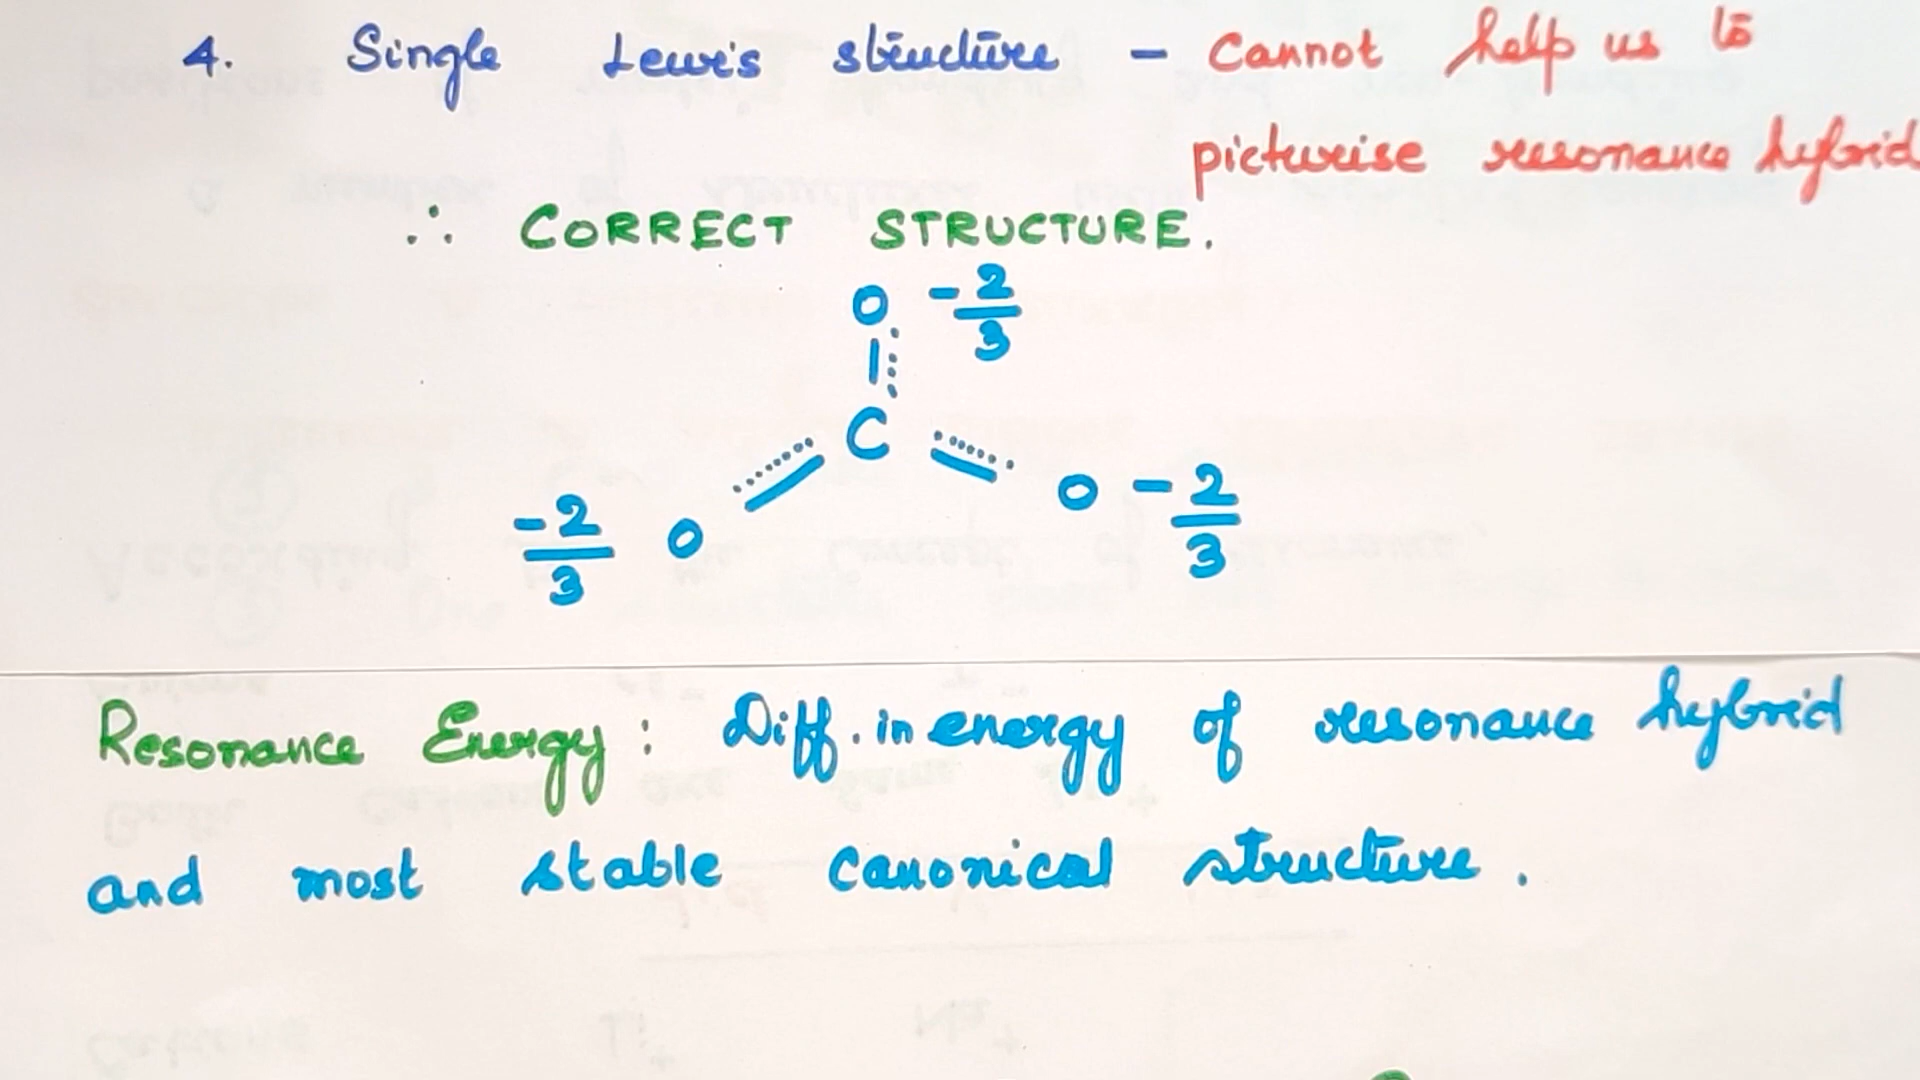 4. Single Lewis structure - Cannot help us to
picturise resonance hybrid
∴ CORRECT STRUCTURE.
O -2/3
C
-2/3 O O -2/3
Resonance Energy: Diff. in energy of resonance hybrid
and most stable canonical structure.